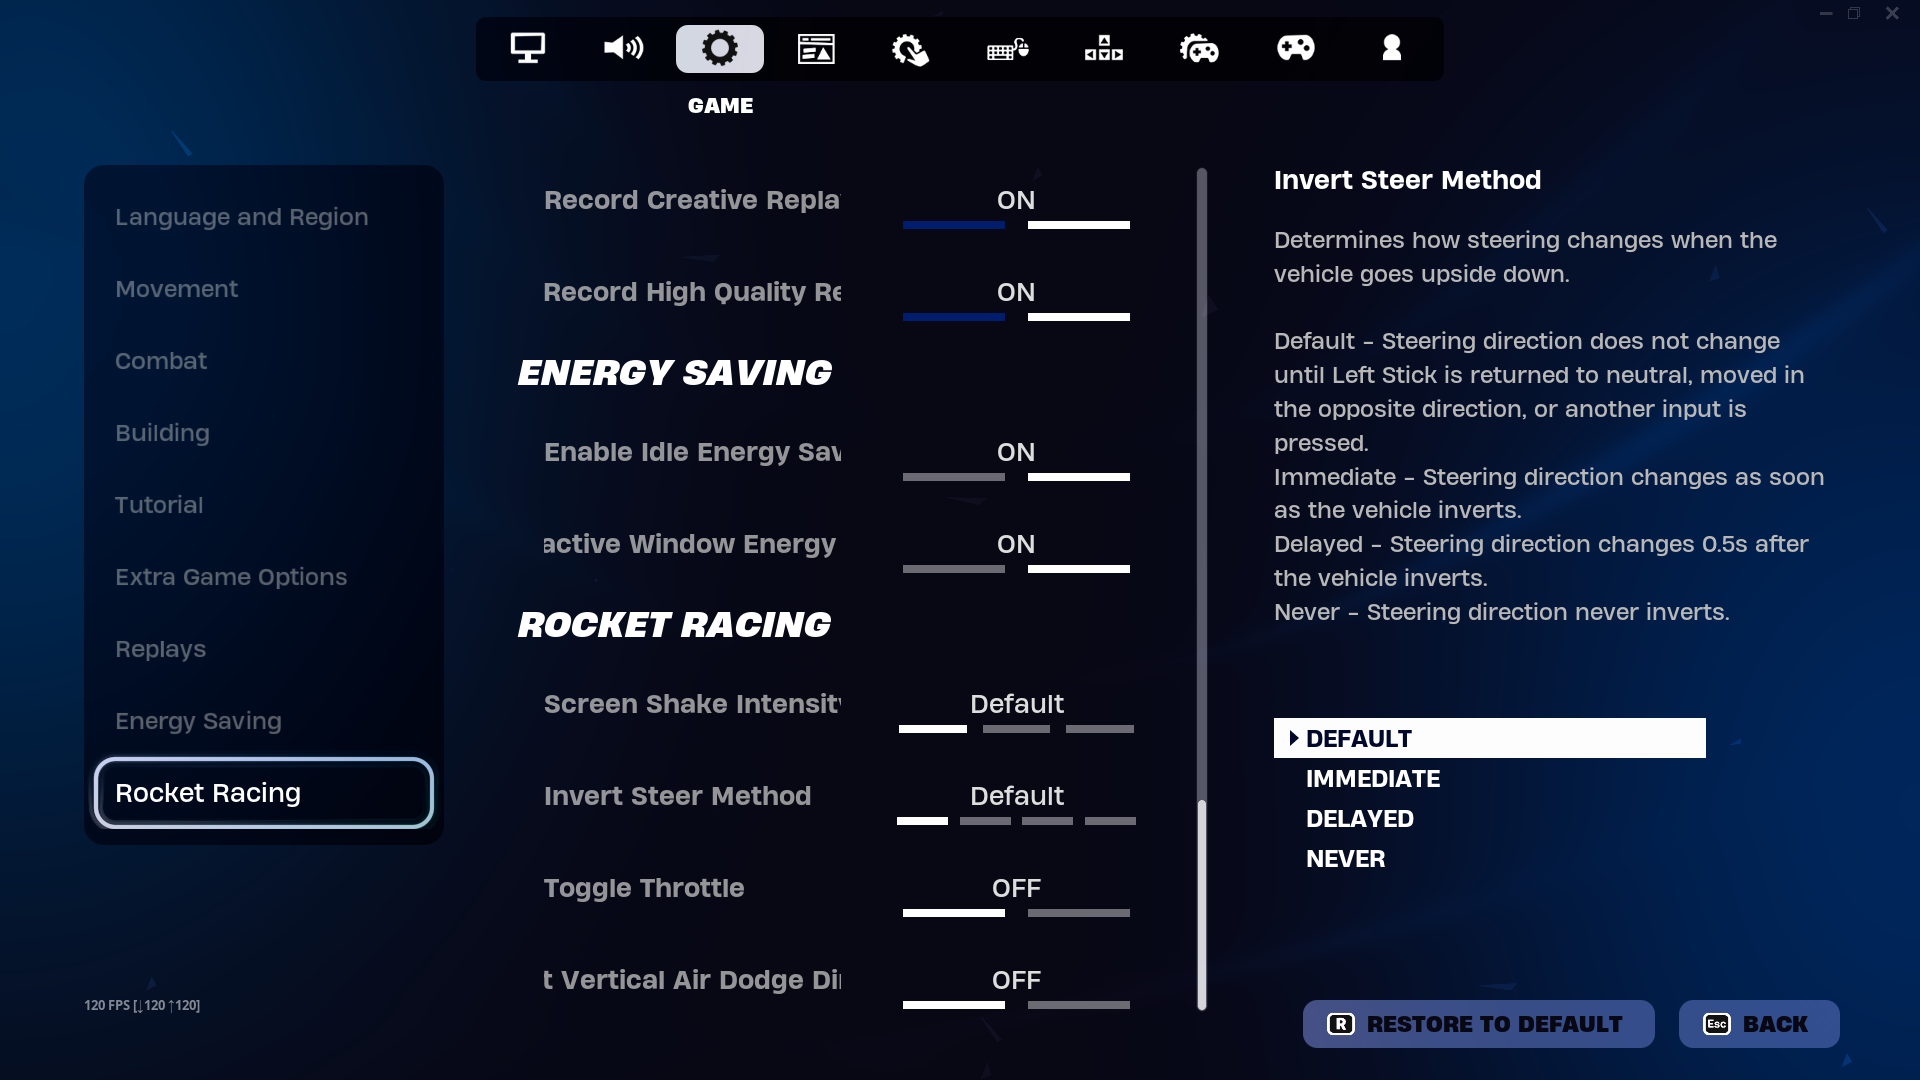 GAME
Language and Region
Movement
Combat
Building
Tutorial
Extra Game Options
Replays
Energy Saving
Rocket Racing
Record Creative Repla
ON
Record High Quality Re
ON
ENERGY SAVING
Enable Idle Energy Sav
ON
active Window Energy
ON
ROCKET RACING
Screen Shake Intensity
Default
Invert Steer Method
Default
Toggle Throttle
OFF
t Vertical Air Dodge Di
OFF
Invert Steer Method
Determines how steering changes when the
vehicle goes upside down.
Default - Steering direction does not change
until Left Stick is returned to neutral, moved in
the opposite direction, or another input is
pressed.
Immediate - Steering direction changes as soon
as the vehicle inverts.
Delayed - Steering direction changes 0.5s after
the vehicle inverts.
Never - Steering direction never inverts.
DEFAULT
IMMEDIATE
DELAYED
NEVER
120 FPS [↓120 ↑120]
R RESTORE TO DEFAULT
Esc BACK